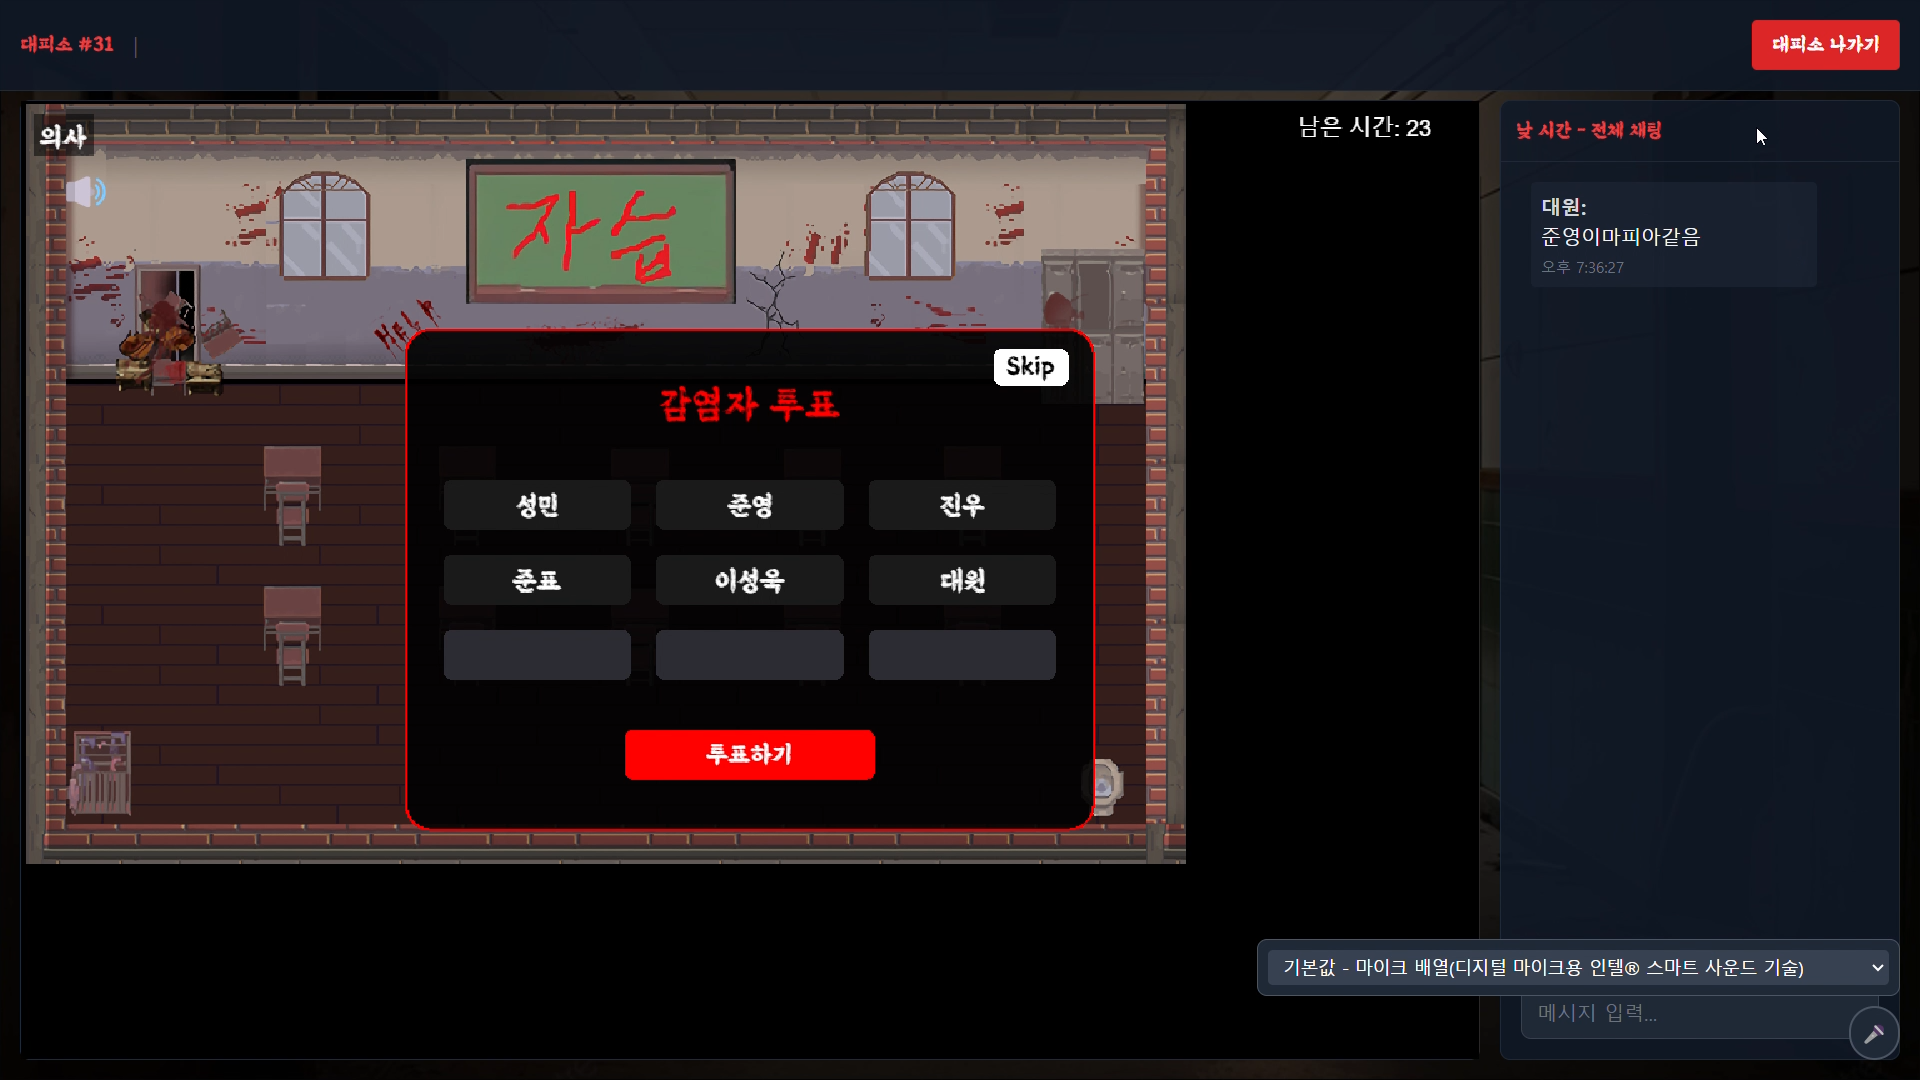 대피소 #31
대피소 나가기
의사
남은 시간: 23
낮 시간 - 전체 채팅
자습
대원:
준영이마피아같음
오후 7:36:27
HELP
Skip
감염자 투표
성민 준영 진우
준표 이성욱 대원
투표하기
기본값 - 마이크 배열(디지털 마이크용 인텔® 스마트 사운드 기술)
메시지 입력...